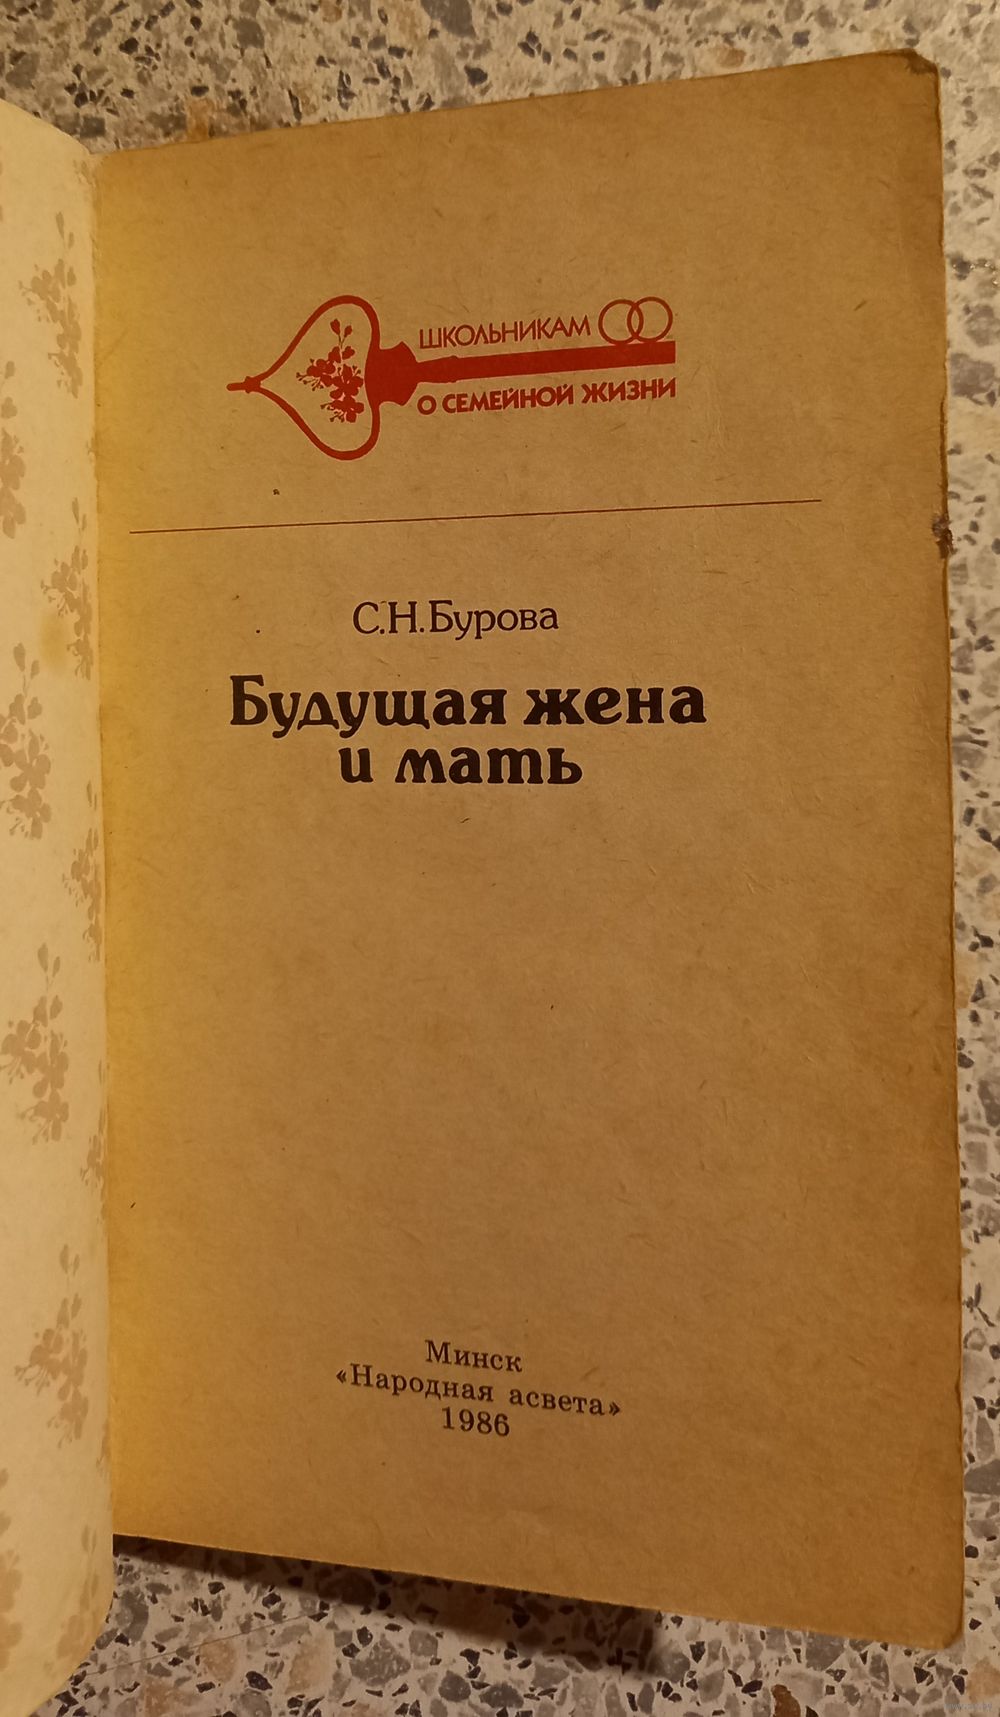 ШКОЛЬНИКАМ
О СЕМЕЙНОЙ ЖИЗНИ
С.Н.Бурова
Будущая жена
и мать
Минск
«Народная асвета»
1986